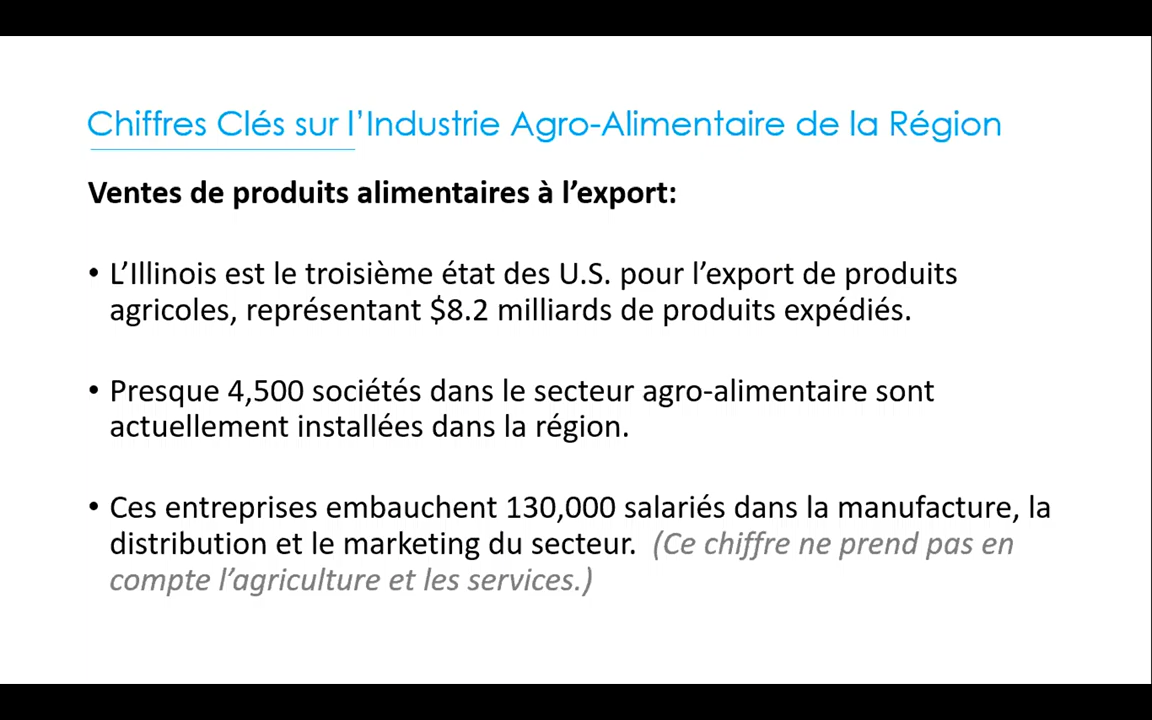 Chiffres Clés sur l’Industrie Agro-Alimentaire de la Région
Ventes de produits alimentaires à l’export:
• L’Illinois est le troisième état des U.S. pour l’export de produits
agricoles, représentant $8.2 milliards de produits expédiés.
• Presque 4,500 sociétés dans le secteur agro-alimentaire sont
actuellement installées dans la région.
• Ces entreprises embauchent 130,000 salariés dans la manufacture, la
distribution et le marketing du secteur. (Ce chiffre ne prend pas en
compte l’agriculture et les services.)